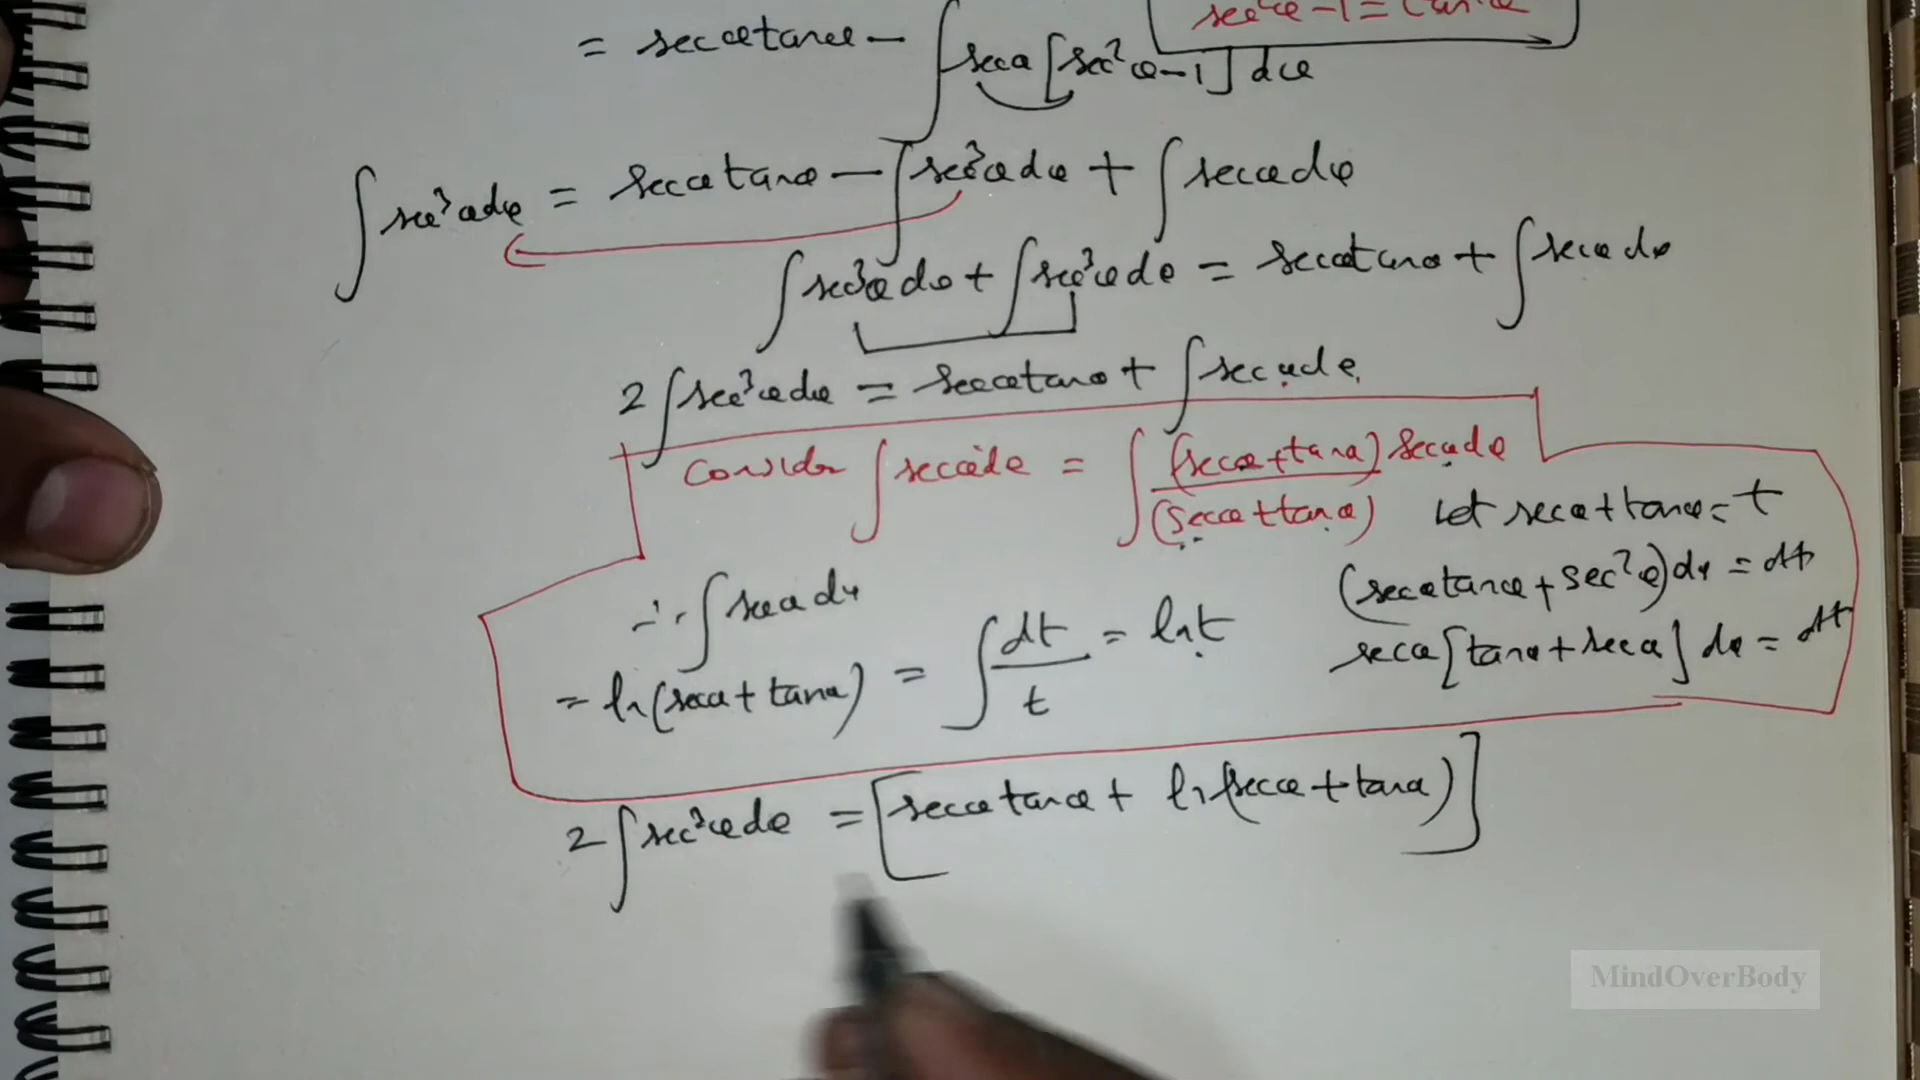 sec²α-1 = tan²α
= secα tanα - ∫ secα [sec²α-1] dα
∫ sec³α dα = secα tanα - ∫ sec³α dα + ∫ secα dα
∫ sec³α dα + ∫ sec³α dα = secα tanα + ∫ secα dα
2 ∫ sec³α dα = secα tanα + ∫ secα dα
Consider ∫ secα dα = ∫ (secα + tanα) secα dα / (secα + tanα)
Let secα + tanα = t
(secα tanα + sec²α) dα = dt
secα [tanα + secα] dα = dt
∴ ∫ secα dα
= ln(secα + tanα) = ∫ dt/t = ln t
2 ∫ sec³α dα = [secα tanα + ln(secα + tanα)]
MindOverBody